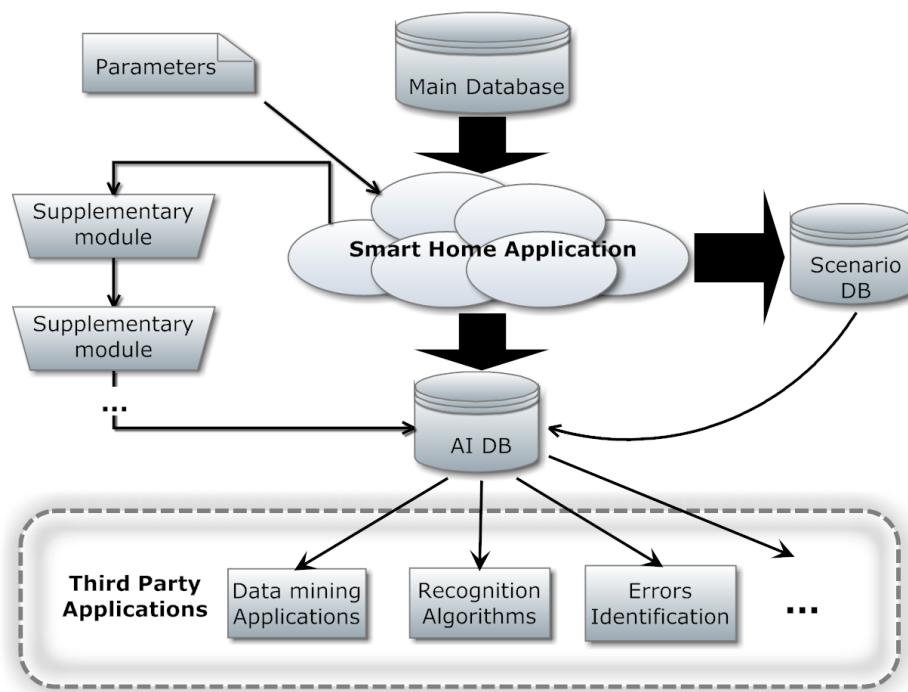 Parameters
Main Database
Supplementary
module
Smart Home Application
Scenario
DB
Supplementary
module
...
AI DB
Third Party
Applications
Data mining
Applications
Recognition
Algorithms
Errors
Identification
...